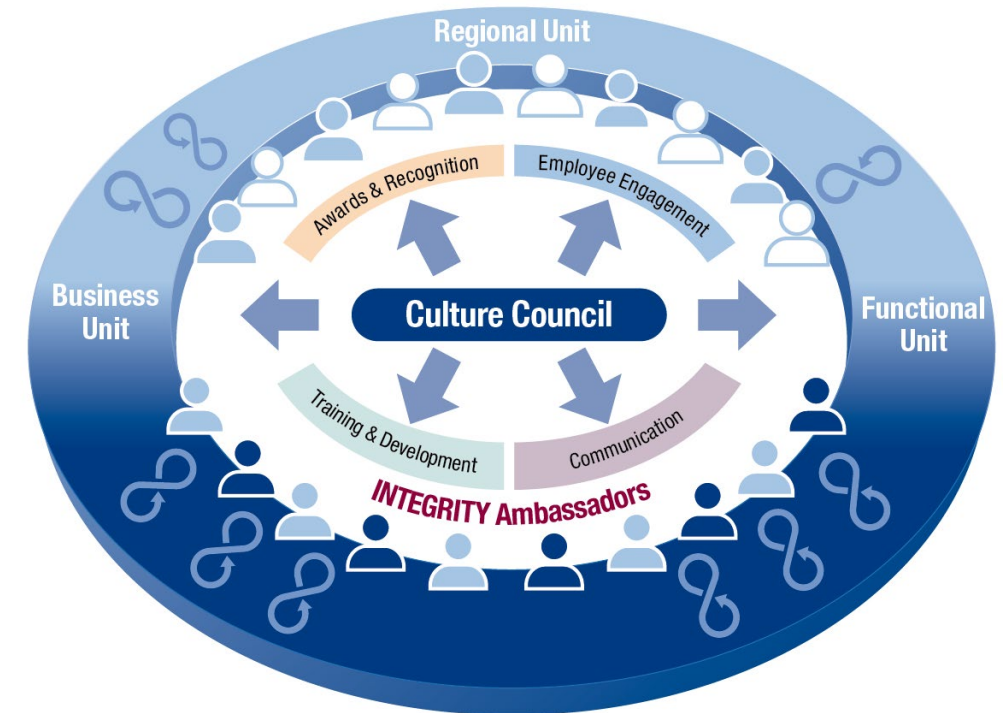 Regional Unit
Awards & Recognition
Employee Engagement
Business
Unit
Culture Council
Functional
Unit
Training & Development
Communication
INTEGRITY Ambassadors